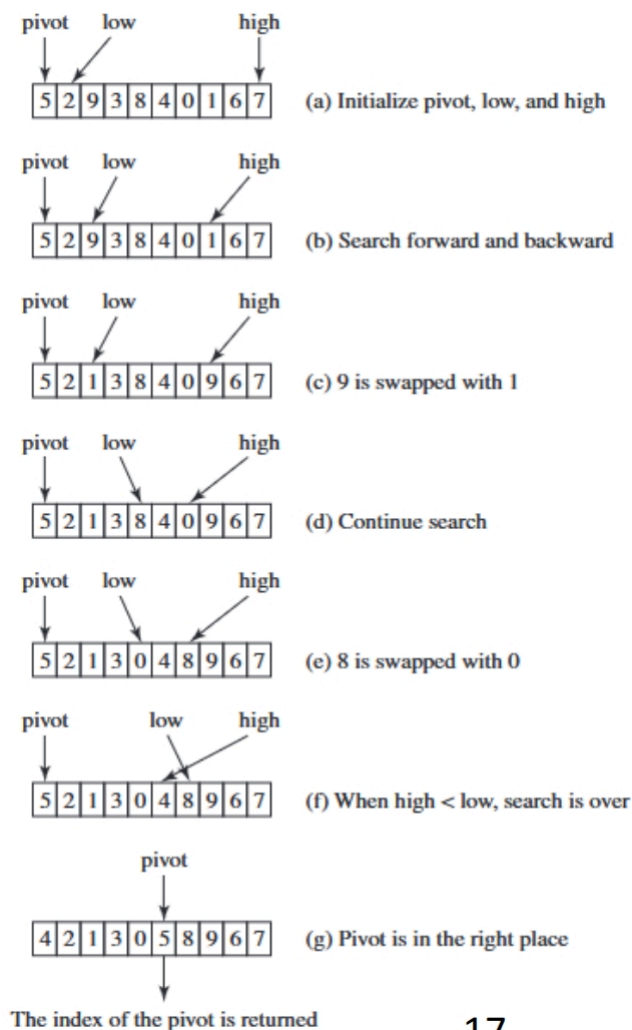 pivot low high
5 2 9 3 8 4 0 1 6 7 (a) Initialize pivot, low, and high
pivot low high
5 2 9 3 8 4 0 1 6 7 (b) Search forward and backward
pivot low high
5 2 1 3 8 4 0 9 6 7 (c) 9 is swapped with 1
pivot low high
5 2 1 3 8 4 0 9 6 7 (d) Continue search
pivot low high
5 2 1 3 0 4 8 9 6 7 (e) 8 is swapped with 0
pivot low high
5 2 1 3 0 4 8 9 6 7 (f) When high < low, search is over
pivot
4 2 1 3 0 5 8 9 6 7 (g) Pivot is in the right place
The index of the pivot is returned